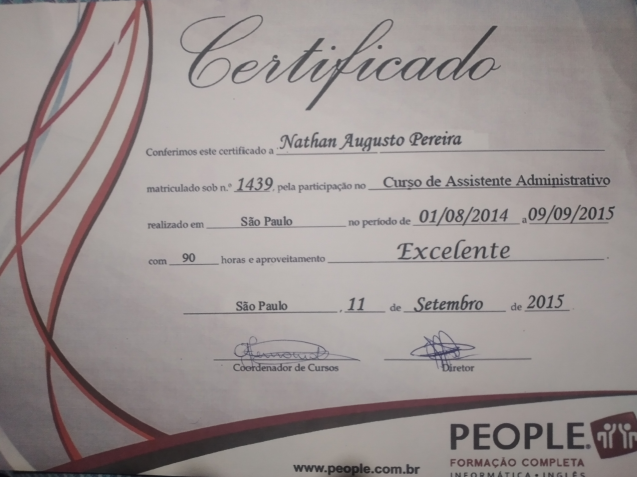 Certificado
Conferimos este certificado a Nathan Augusto Pereira
matriculado sob n.º 1439, pela participação no Curso de Assistente Administrativo
realizado em São Paulo no período de 01/08/2014 a 09/09/2015
com 90 horas e aproveitamento Excelente.
São Paulo, 11 de Setembro de 2015
Coordenador de Cursos Diretor
PEOPLE.
FORMAÇÃO COMPLETA
INFORMÁTICA • INGLÊS
www.people.com.br